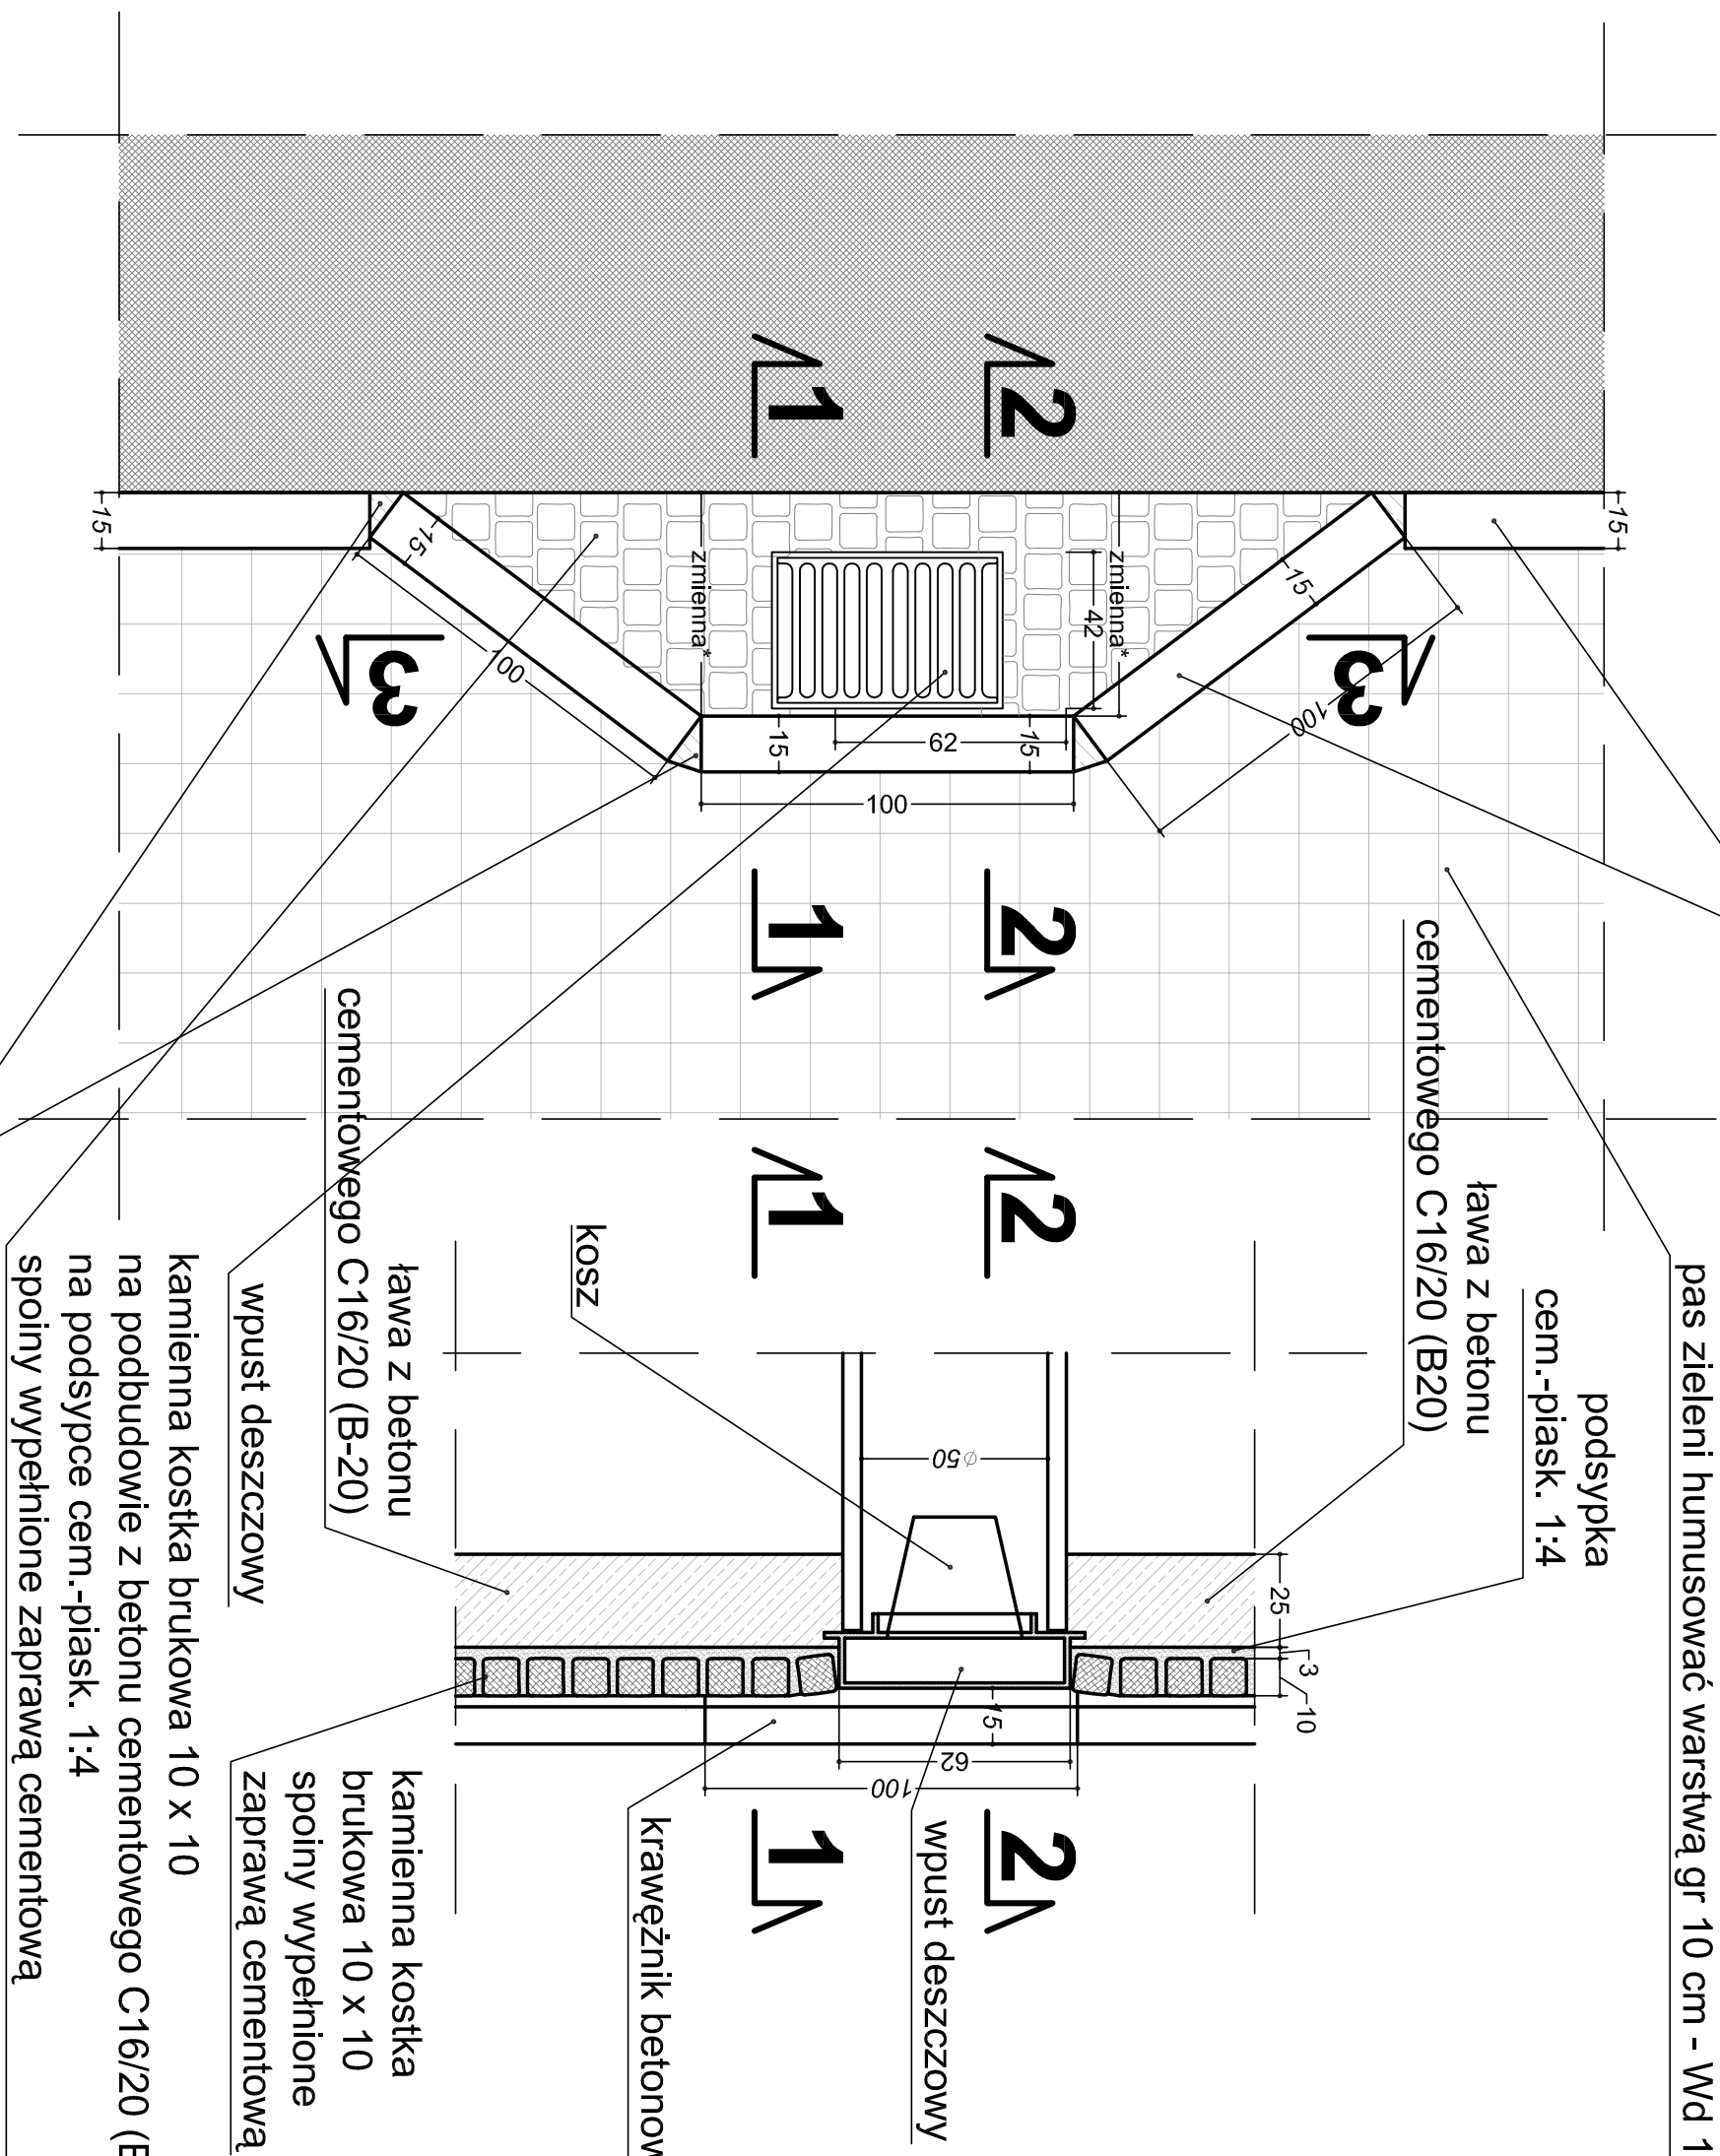 pas zieleni humusować warstwą gr 10 cm - Wd 1
podsypka
cem.-piask. 1:4
ława z betonu
cementowego C16/20 (B20)
15
15
100
3
zmienna*
42
15
62
15
100
zmienna*
15
100
3
15
2
2
2
2
1
1
1
1
25
3
10
ø50
15
62
100
kosz
wpust deszczowy
krawężnik betonow
ława z betonu
cementowego C16/20 (B-20)
kamienna kostka
brukowa 10 x 10
spoiny wypełnione
zaprawą cementową
wpust deszczowy
kamienna kostka brukowa 10 x 10
na podbudowie z betonu cementowego C16/20 (B
na podsypce cem.-piask. 1:4
spoiny wypełnione zaprawą cementową